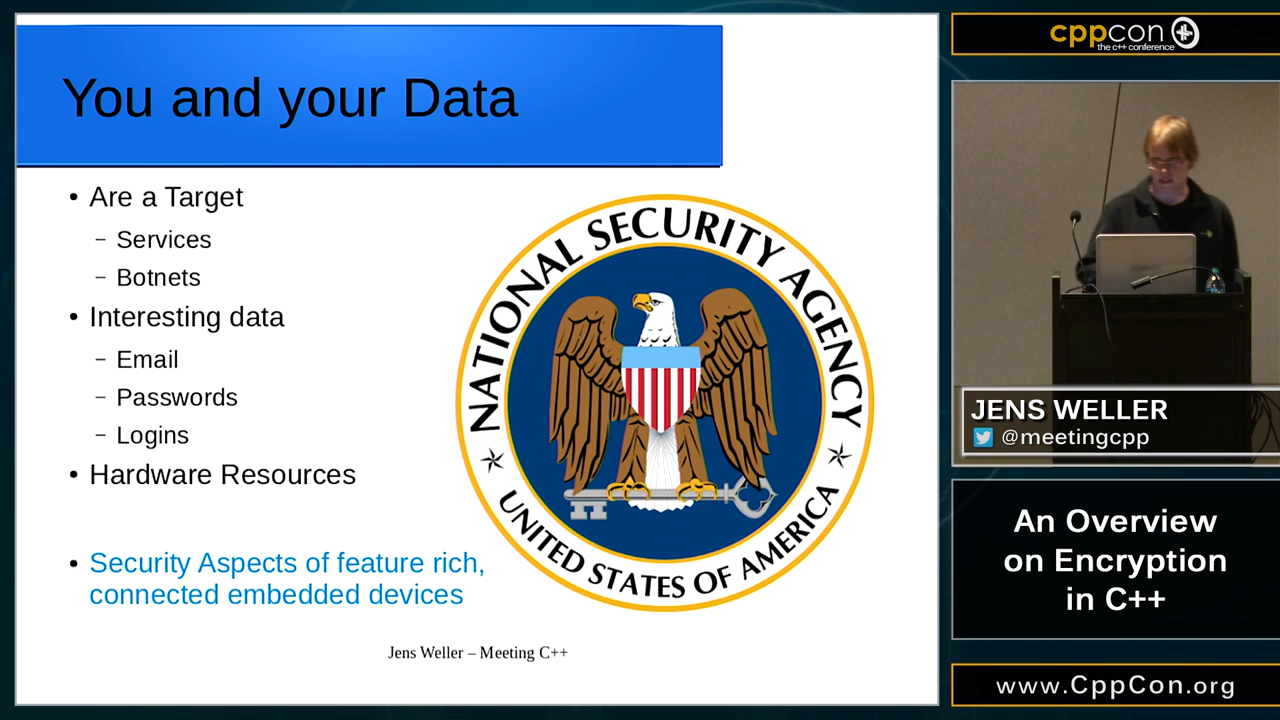 You and your Data
• Are a Target
– Services
– Botnets
• Interesting data
– Email
– Passwords
– Logins
• Hardware Resources
• Security Aspects of feature rich,
connected embedded devices
NATIONAL SECURITY AGENCY
UNITED STATES OF AMERICA
Jens Weller – Meeting C++
cppcon
the c++ conference
JENS WELLER
@meetingcpp
An Overview
on Encryption
in C++
www.CppCon.org